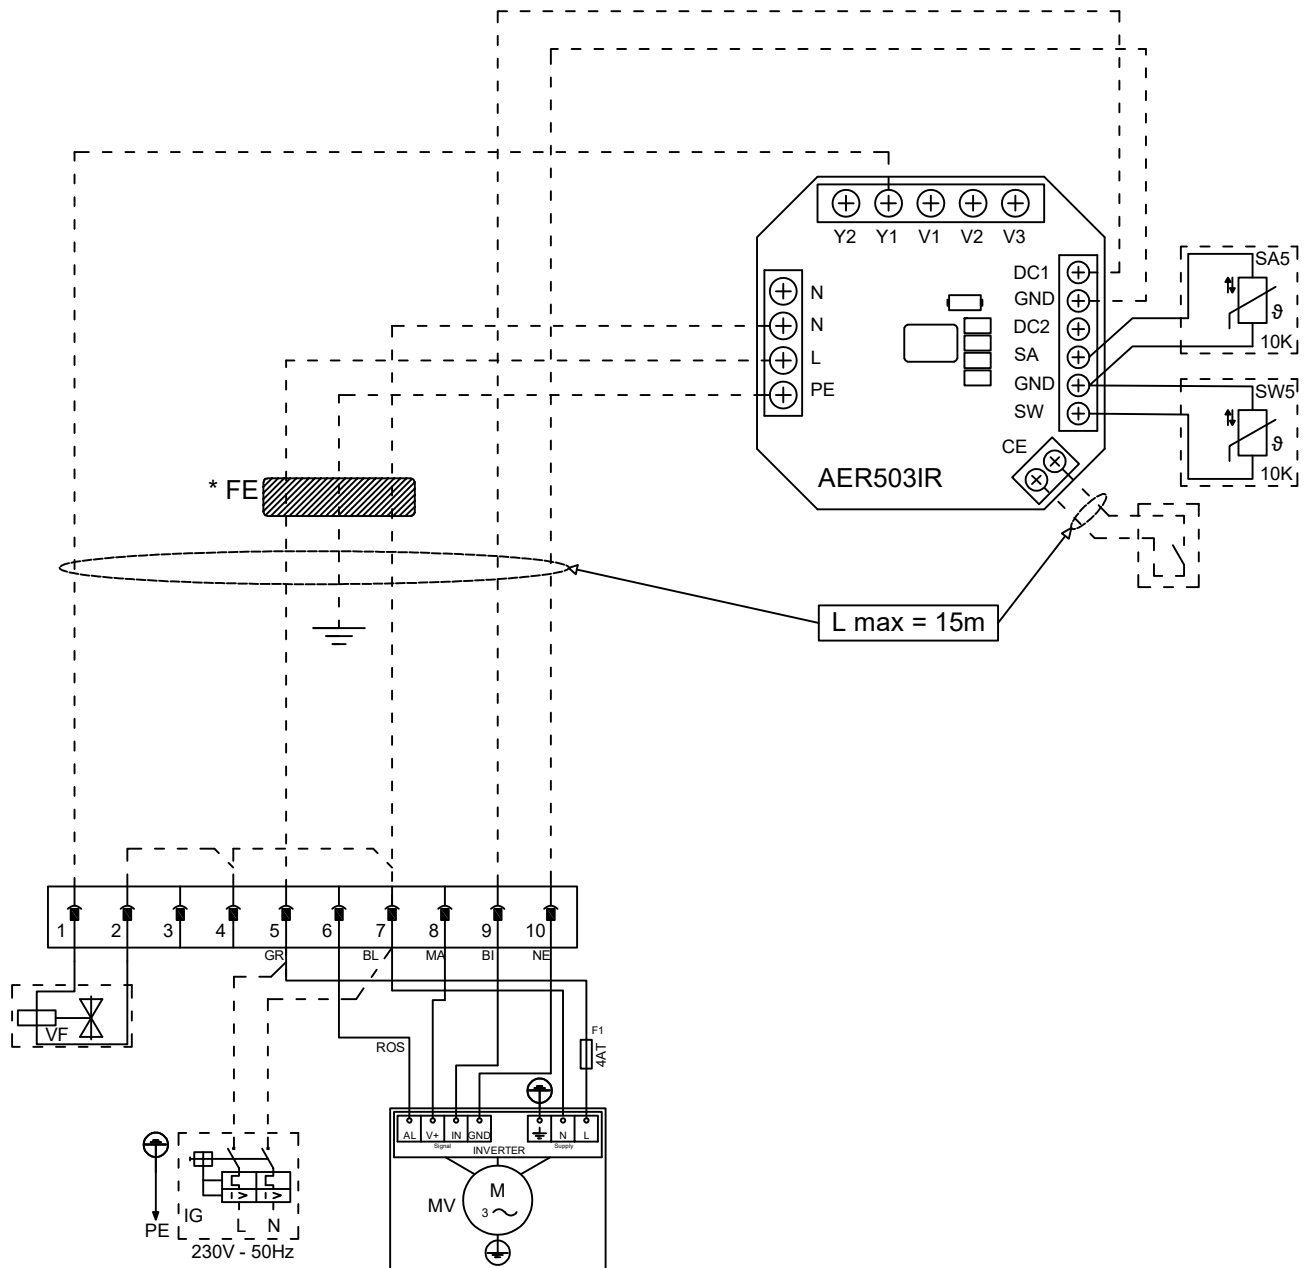 Y2 Y1 V1 V2 V3
DC1
GND
DC2
SA
GND
SW
CE
N
N
L
PE
AER503IR
SA5
ϑ
10K
SW5
ϑ
10K
* FE
L max = 15m
1 2 3 4 5 6 7 8 9 10
GR BL MA BI NE
VF
ROS
F1
4AT
AL V+ IN GND N L
Signal Supply
INVERTER
MV
M
3
PE
IG
I> I>
L N
230V - 50Hz